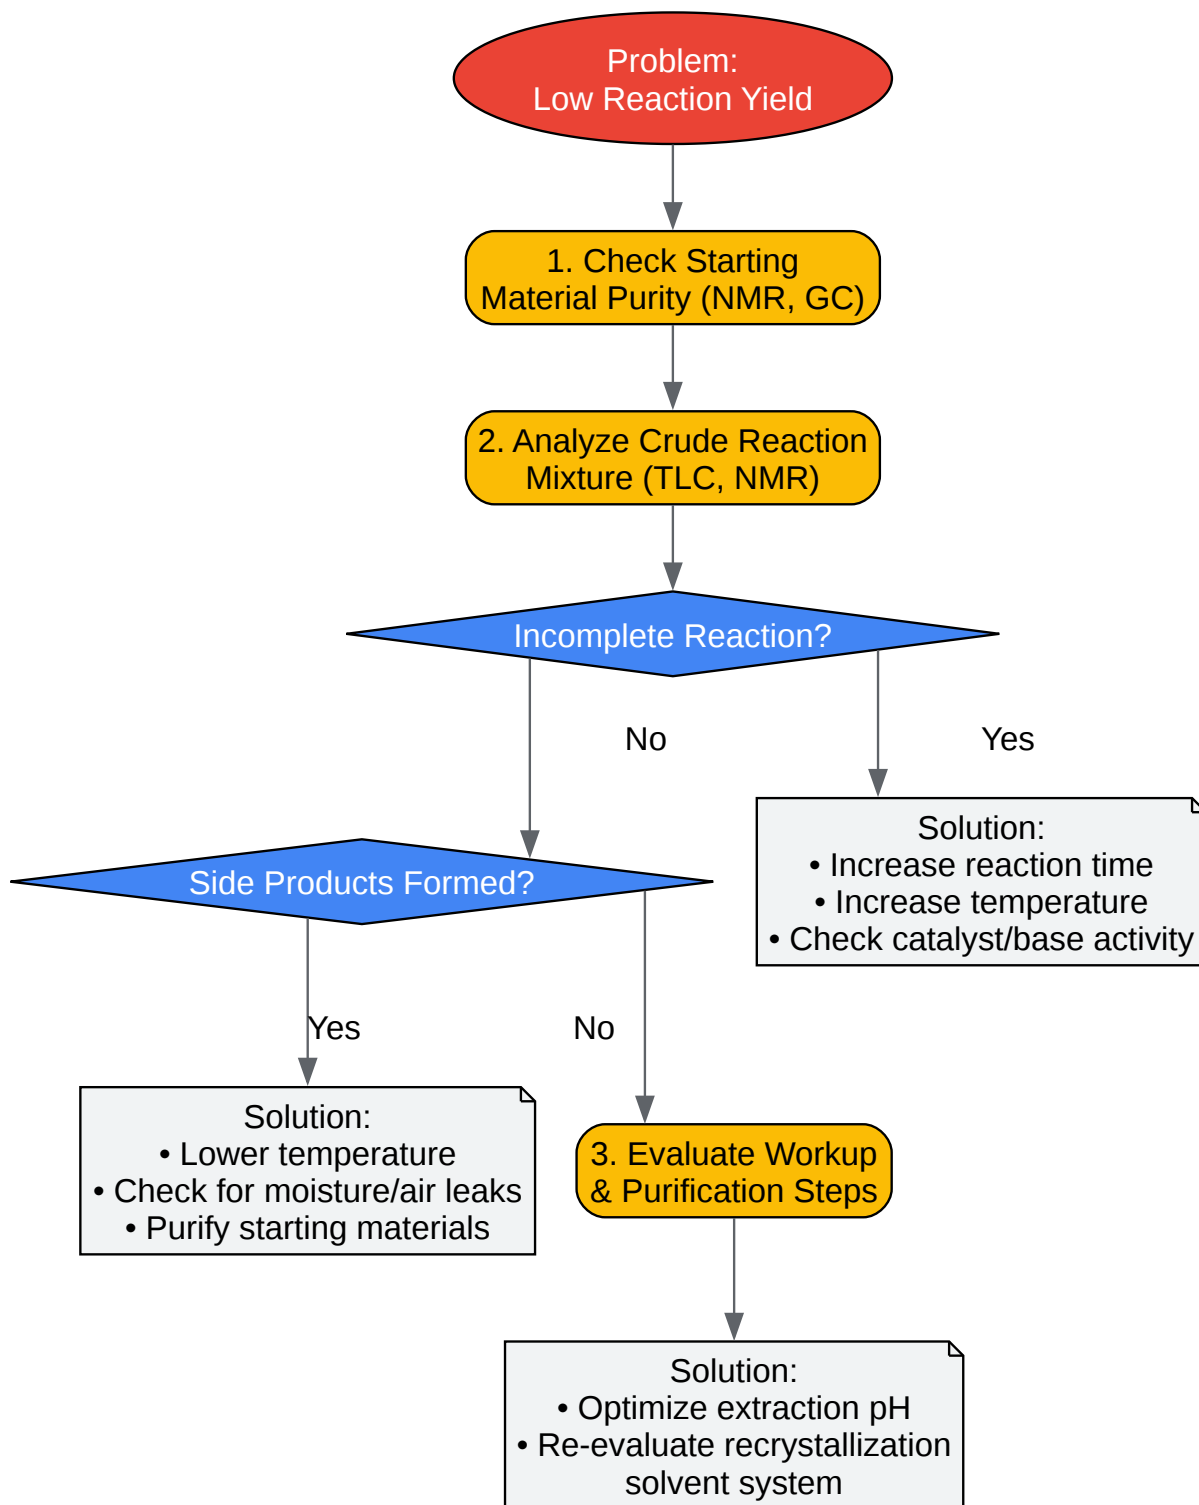 Problem:
Low Reaction Yield
1. Check Starting
Material Purity (NMR, GC)
2. Analyze Crude Reaction
Mixture (TLC, NMR)
Incomplete Reaction?
No
Yes
Solution:
• Increase reaction time
• Increase temperature
• Check catalyst/base activity
Side Products Formed?
Yes
No
Solution:
• Lower temperature
• Check for moisture/air leaks
• Purify starting materials
3. Evaluate Workup
& Purification Steps
Solution:
• Optimize extraction pH
• Re-evaluate recrystallization
solvent system